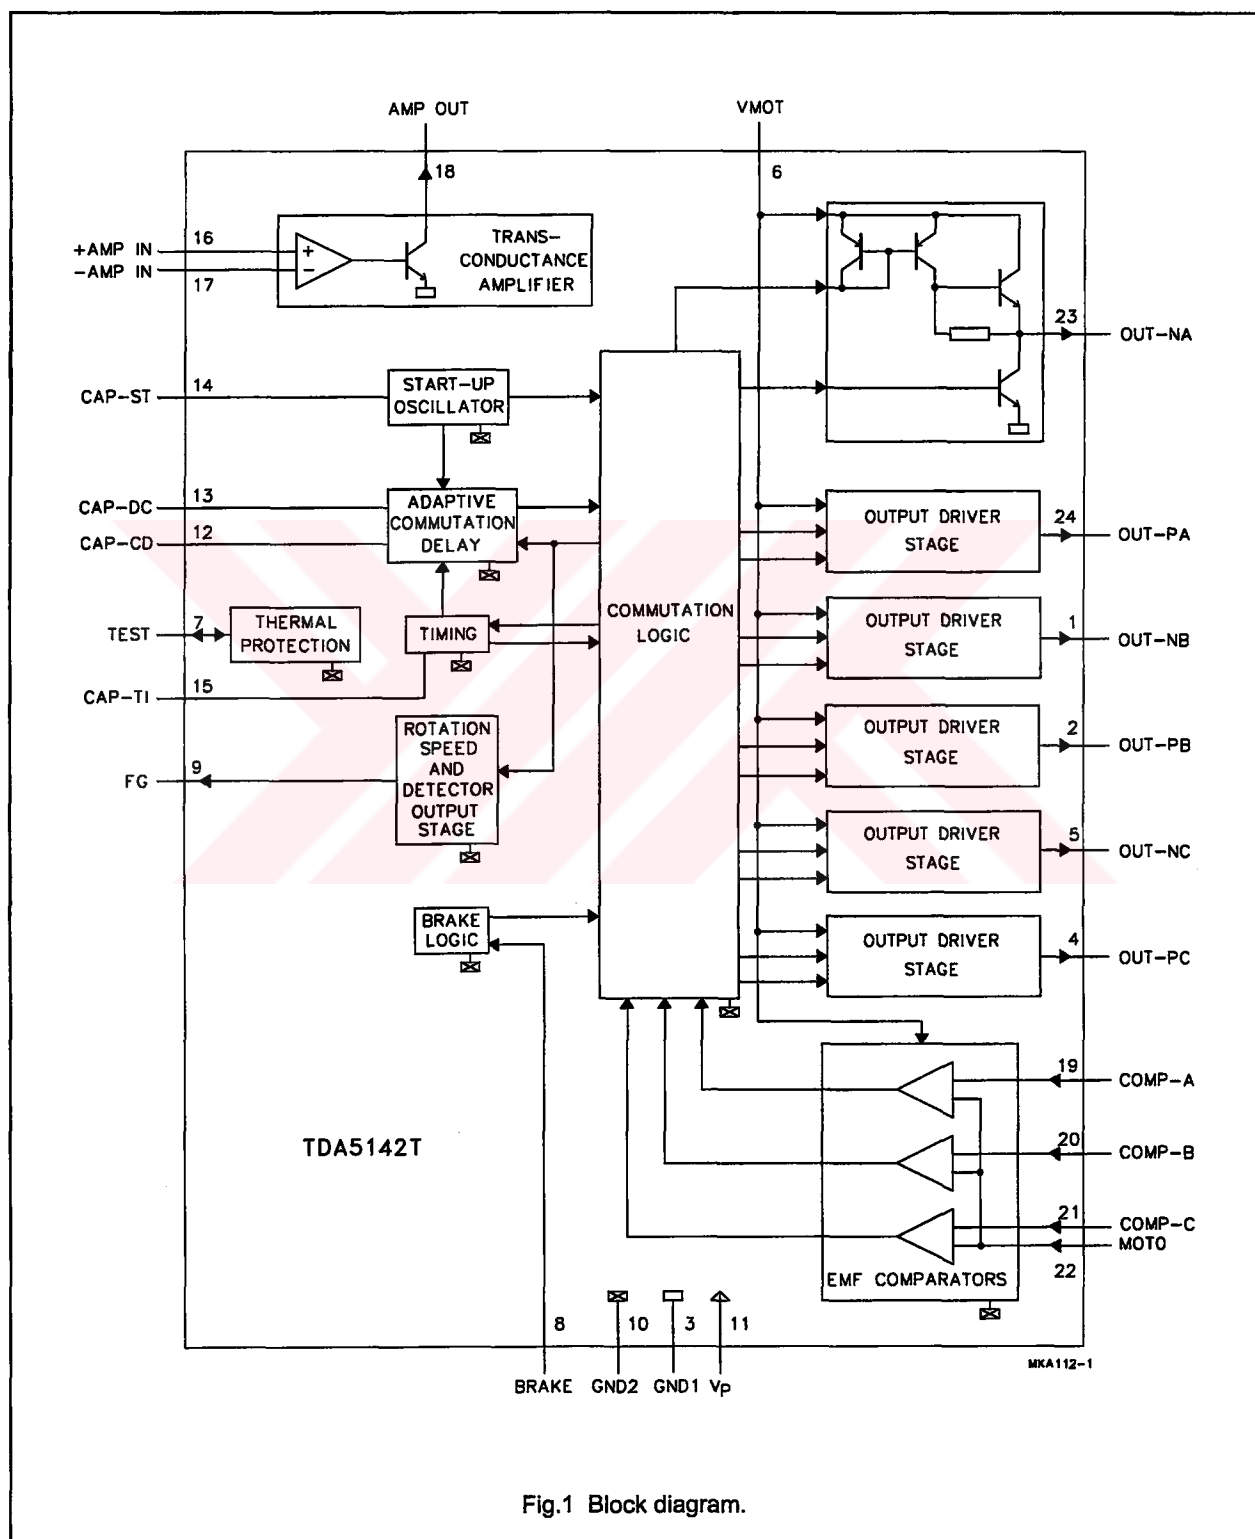 AMP OUT
VMOT
18
6
+AMP IN
16
-AMP IN
17
TRANS-
CONDUCTANCE
AMPLIFIER
+
−
23
OUT-NA
CAP-ST
14
START-UP
OSCILLATOR
CAP-DC
13
CAP-CD
12
ADAPTIVE
COMMUTATION
DELAY
OUTPUT DRIVER
STAGE
24
OUT-PA
TEST
7
THERMAL
PROTECTION
TIMING
COMMUTATION
LOGIC
OUTPUT DRIVER
STAGE
1
OUT-NB
CAP-TI
15
ROTATION
SPEED
AND
DETECTOR
OUTPUT
STAGE
FG
9
OUTPUT DRIVER
STAGE
2
OUT-PB
OUTPUT DRIVER
STAGE
5
OUT-NC
BRAKE
LOGIC
OUTPUT DRIVER
STAGE
4
OUT-PC
19
COMP-A
20
COMP-B
21
COMP-C
MOT0
22
EMF COMPARATORS
TDA5142T
8
10
3
11
BRAKE
GND2
GND1
Vp
MKA112-1
Fig.1 Block diagram.